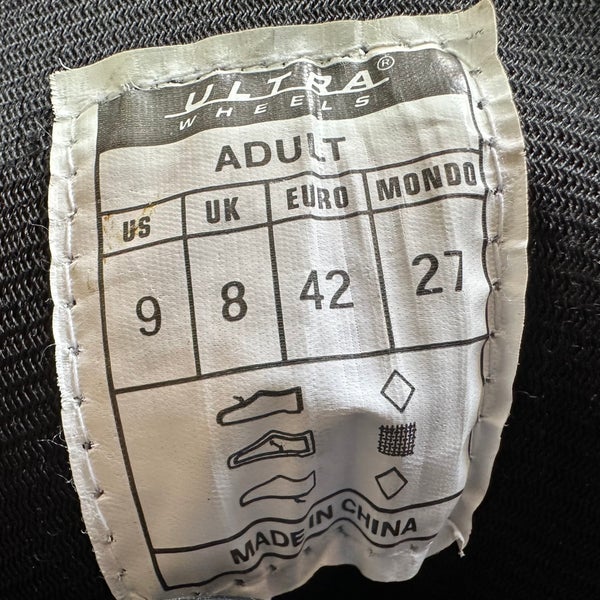 ULTRA®
WHEELS
ADULT
US UK EURO MONDO
9 8 42 27
MADE IN CHINA